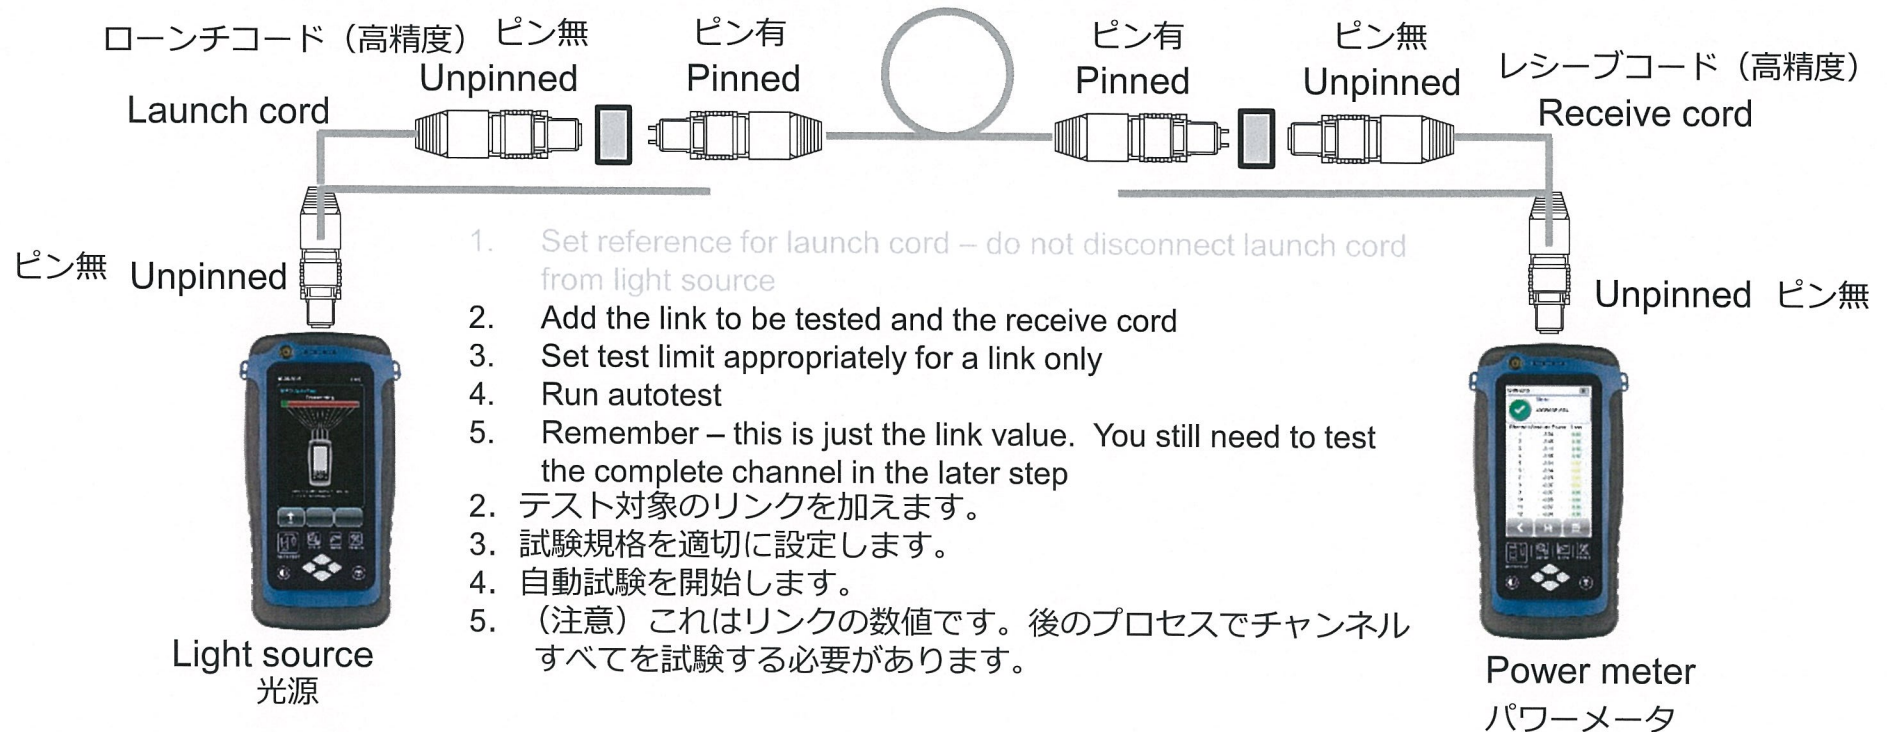 ローンチコード（高精度）
ピン無
ピン有
ピン有
ピン無
レシーブコード（高精度）
Unpinned
Pinned
Pinned
Unpinned
Launch cord
Receive cord
1. Set reference for launch cord – do not disconnect launch cord
from light source
ピン無 Unpinned
Unpinned ピン無
2. Add the link to be tested and the receive cord
3. Set test limit appropriately for a link only
4. Run autotest
5. Remember – this is just the link value. You still need to test
the complete channel in the later step
2. テスト対象のリンクを加えます。
3. 試験規格を適切に設定します。
4. 自動試験を開始します。
5. （注意）これはリンクの数値です。後のプロセスでチャンネル
すべてを試験する必要があります。
Light source
光源
Power meter
パワーメータ